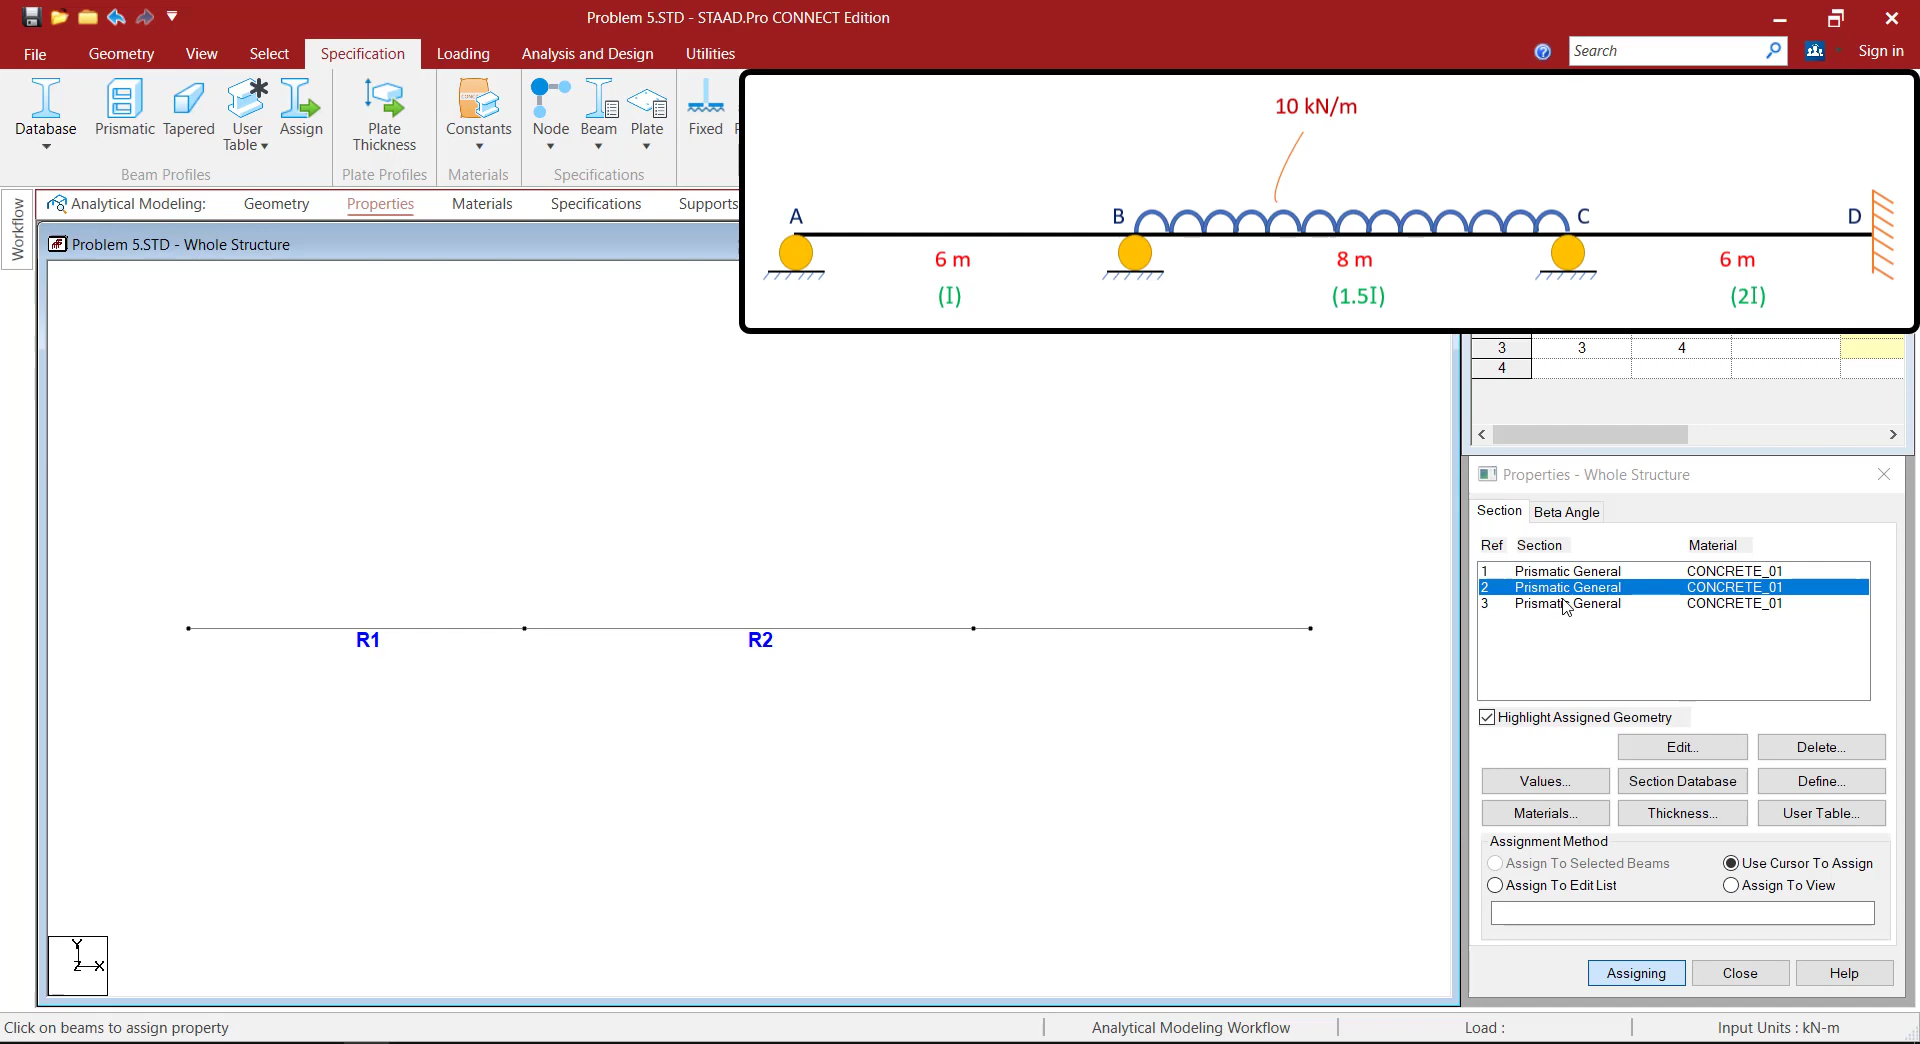 Problem 5.STD - STAAD.Pro CONNECT Edition
File Geometry View Select Specification Loading Analysis and Design Utilities Search Sign in
Database Prismatic Tapered User Table Assign Plate Thickness Constants Node Beam Plate Fixed
Beam Profiles Plate Profiles Materials Specifications
Workflow
Analytical Modeling: Geometry Properties Materials Specifications Supports
Problem 5.STD - Whole Structure
10 kN/m
A B C D
6 m 8 m 6 m
(I) (1.5I) (2I)
3 3 4
4
Properties - Whole Structure
Section Beta Angle
Ref Section Material
1 Prismatic General CONCRETE_01
2 Prismatic General CONCRETE_01
3 Prismatic General CONCRETE_01
R1 R2
Highlight Assigned Geometry
Edit... Delete...
Values... Section Database Define...
Materials... Thickness... User Table...
Assignment Method
Assign To Selected Beams Use Cursor To Assign
Assign To Edit List Assign To View
Y
Z X
Assigning Close Help
Click on beams to assign property Analytical Modeling Workflow Load : Input Units : kN-m